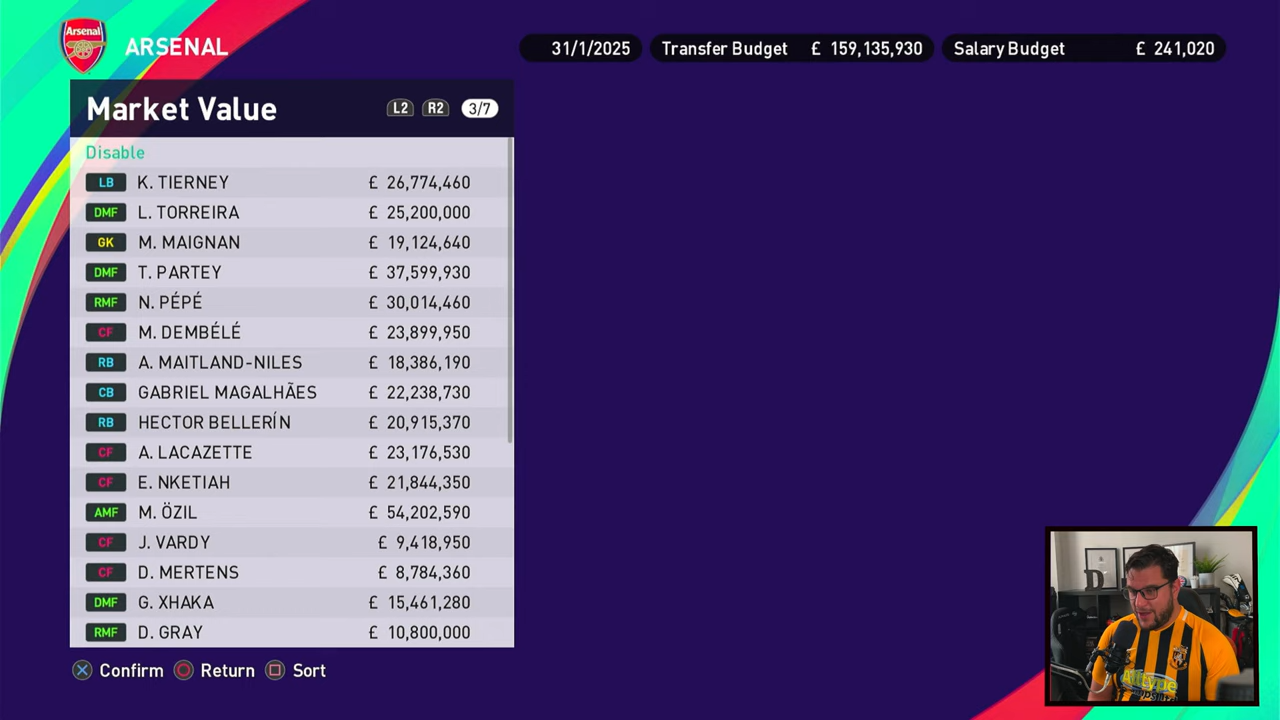 Arsenal
ARSENAL
31/1/2025
Transfer Budget £ 159,135,930
Salary Budget £ 241,020
Market Value L2 R2 3/7
Disable
LB K. TIERNEY £ 26,774,460
DMF L. TORREIRA £ 25,200,000
GK M. MAIGNAN £ 19,124,640
DMF T. PARTEY £ 37,599,930
RMF N. PÉPÉ £ 30,014,460
CF M. DEMBÉLÉ £ 23,899,950
RB A. MAITLAND-NILES £ 18,386,190
CB GABRIEL MAGALHÃES £ 22,238,730
RB HECTOR BELLERÍN £ 20,915,370
CF A. LACAZETTE £ 23,176,530
CF E. NKETIAH £ 21,844,350
AMF M. ÖZIL £ 54,202,590
CF J. VARDY £ 9,418,950
CF D. MERTENS £ 8,784,360
DMF G. XHAKA £ 15,461,280
RMF D. GRAY £ 10,800,000
Confirm Return Sort
D